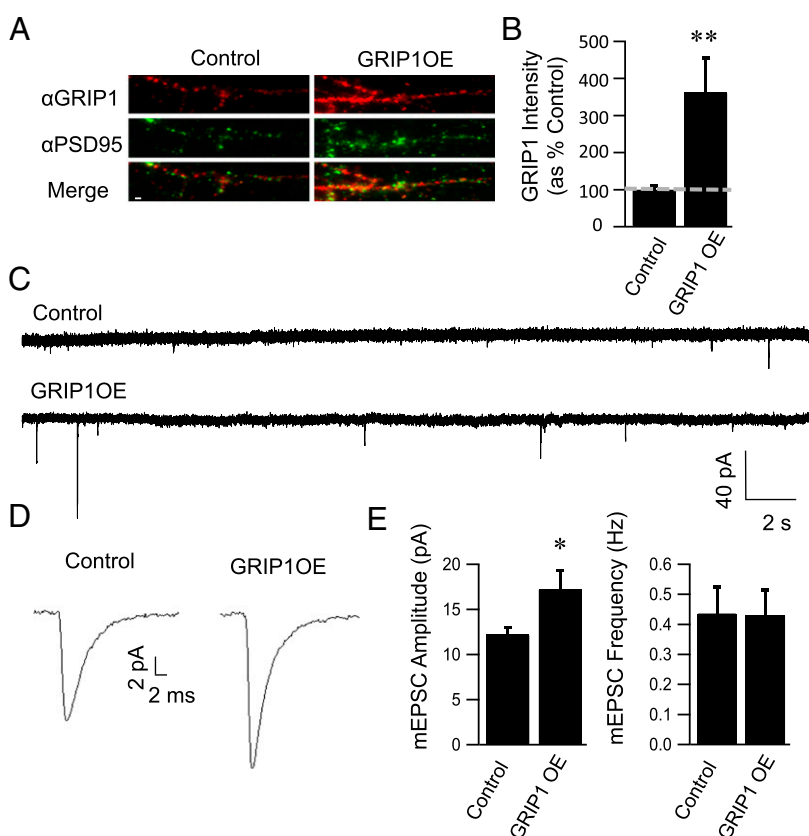 A
Control
GRIP1OE
αGRIP1
αPSD95
Merge
B
GRIP1 Intensity
(as % Control)
500
400
300
200
100
0
**
Control
GRIP1 OE
C
Control
GRIP1OE
40 pA
2 s
D
Control
GRIP1OE
2 pA
2 ms
E
mEPSC Amplitude (pA)
20
15
10
5
0
*
Control
GRIP1 OE
mEPSC Frequency (Hz)
0.6
0.5
0.4
0.3
0.2
0.1
0.0
Control
GRIP1 OE